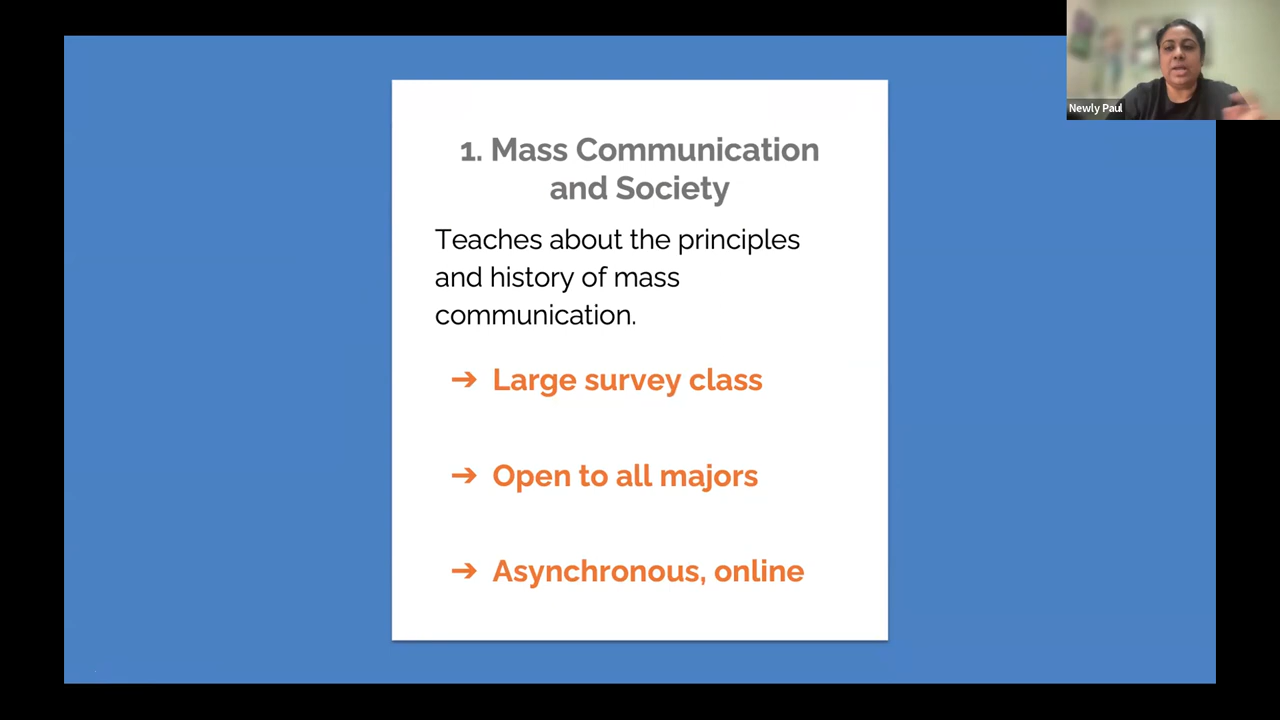 1. Mass Communication
and Society
Teaches about the principles
and history of mass
communication.
➔ Large survey class
➔ Open to all majors
➔ Asynchronous, online
Newly Paul